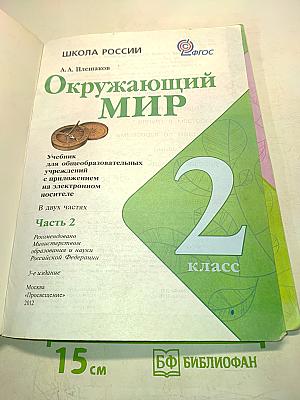 ШКОЛА РОССИИ
ФГОС
А.А. Плешаков
Окружающий
МИР
Учебник
для общеобразовательных
учреждений
с приложением
на электронном
носителе
В двух частях
Часть 2
Рекомендовано
Министерством
образования и науки
Российской Федерации
3-е издание
Москва
«Просвещение»
2012
2
класс
15 см
БФ БИБЛИОФАН